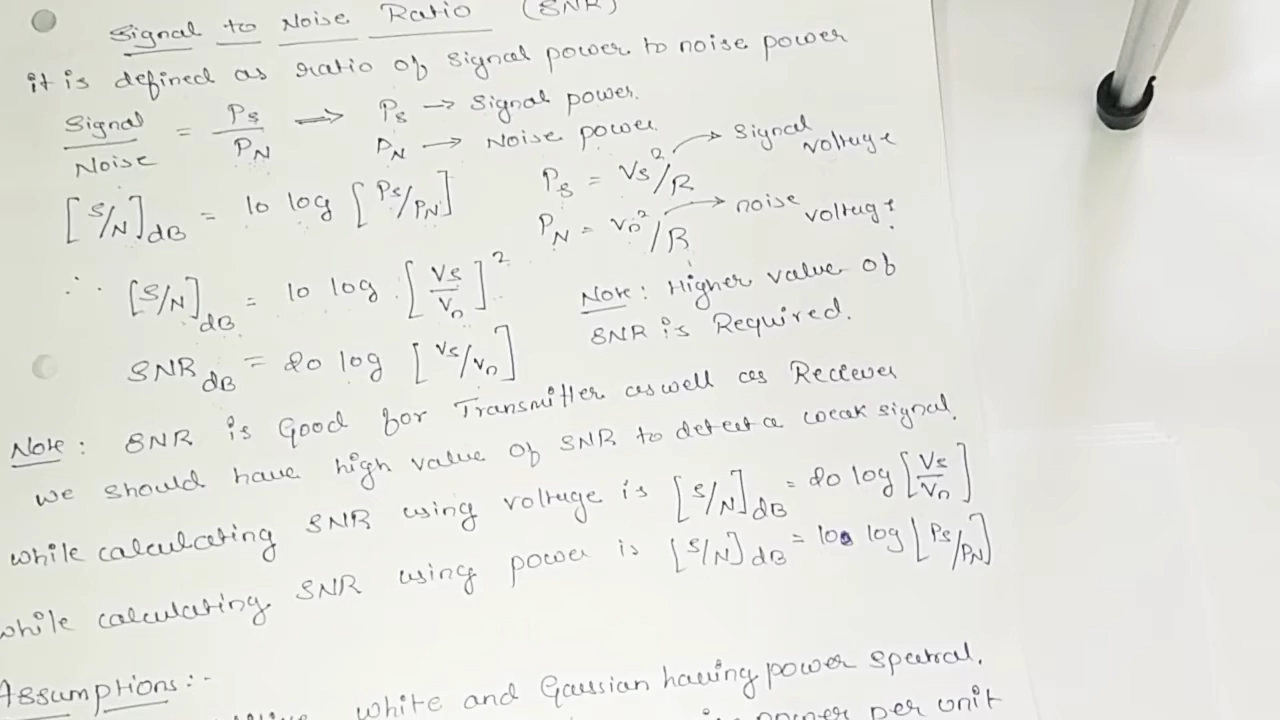 Signal to Noise Ratio (SNR)
it is defined as ratio of signal power to noise power
Signal/Noise = Ps/PN ⟹ Ps → Signal power.
PN → Noise power
[S/N]dB = 10 log [Ps/PN]
Ps = Vs²/R → Signal voltage
PN = Vn²/R → noise voltage.
∴ [S/N]dB = 10 log [Vs/Vn]²
SNR dB = 20 log [Vs/Vn]
Note: Higher value of
SNR is Required.
Note: SNR is Good for Transmitter as well as Reciever
we should have high value of SNR to detect a weak signal.
while calculating SNR using voltage is [S/N]dB = 20 log [Vs/Vn]
while calculating SNR using power is [S/N]dB = 10 log [Ps/PN]
Assumptions:-
white and Gaussian having power spectral.
power per unit